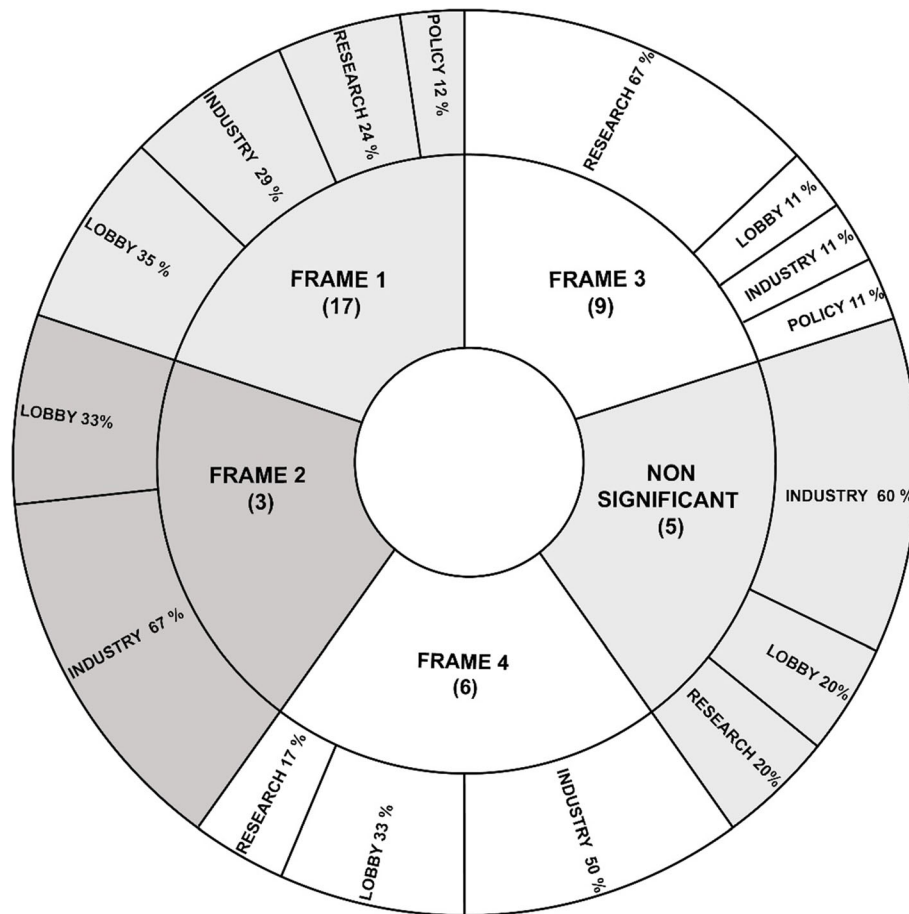 POLICY 12 %
RESEARCH 24 %
INDUSTRY 29 %
LOBBY 35 %
FRAME 1
(17)
RESEARCH 67 %
LOBBY 11 %
INDUSTRY 11 %
POLICY 11 %
FRAME 3
(9)
LOBBY 33%
INDUSTRY 67 %
FRAME 2
(3)
NON
SIGNIFICANT
(5)
INDUSTRY 60 %
LOBBY 20%
RESEARCH 20%
FRAME 4
(6)
RESEARCH 17 %
LOBBY 33 %
INDUSTRY 50 %